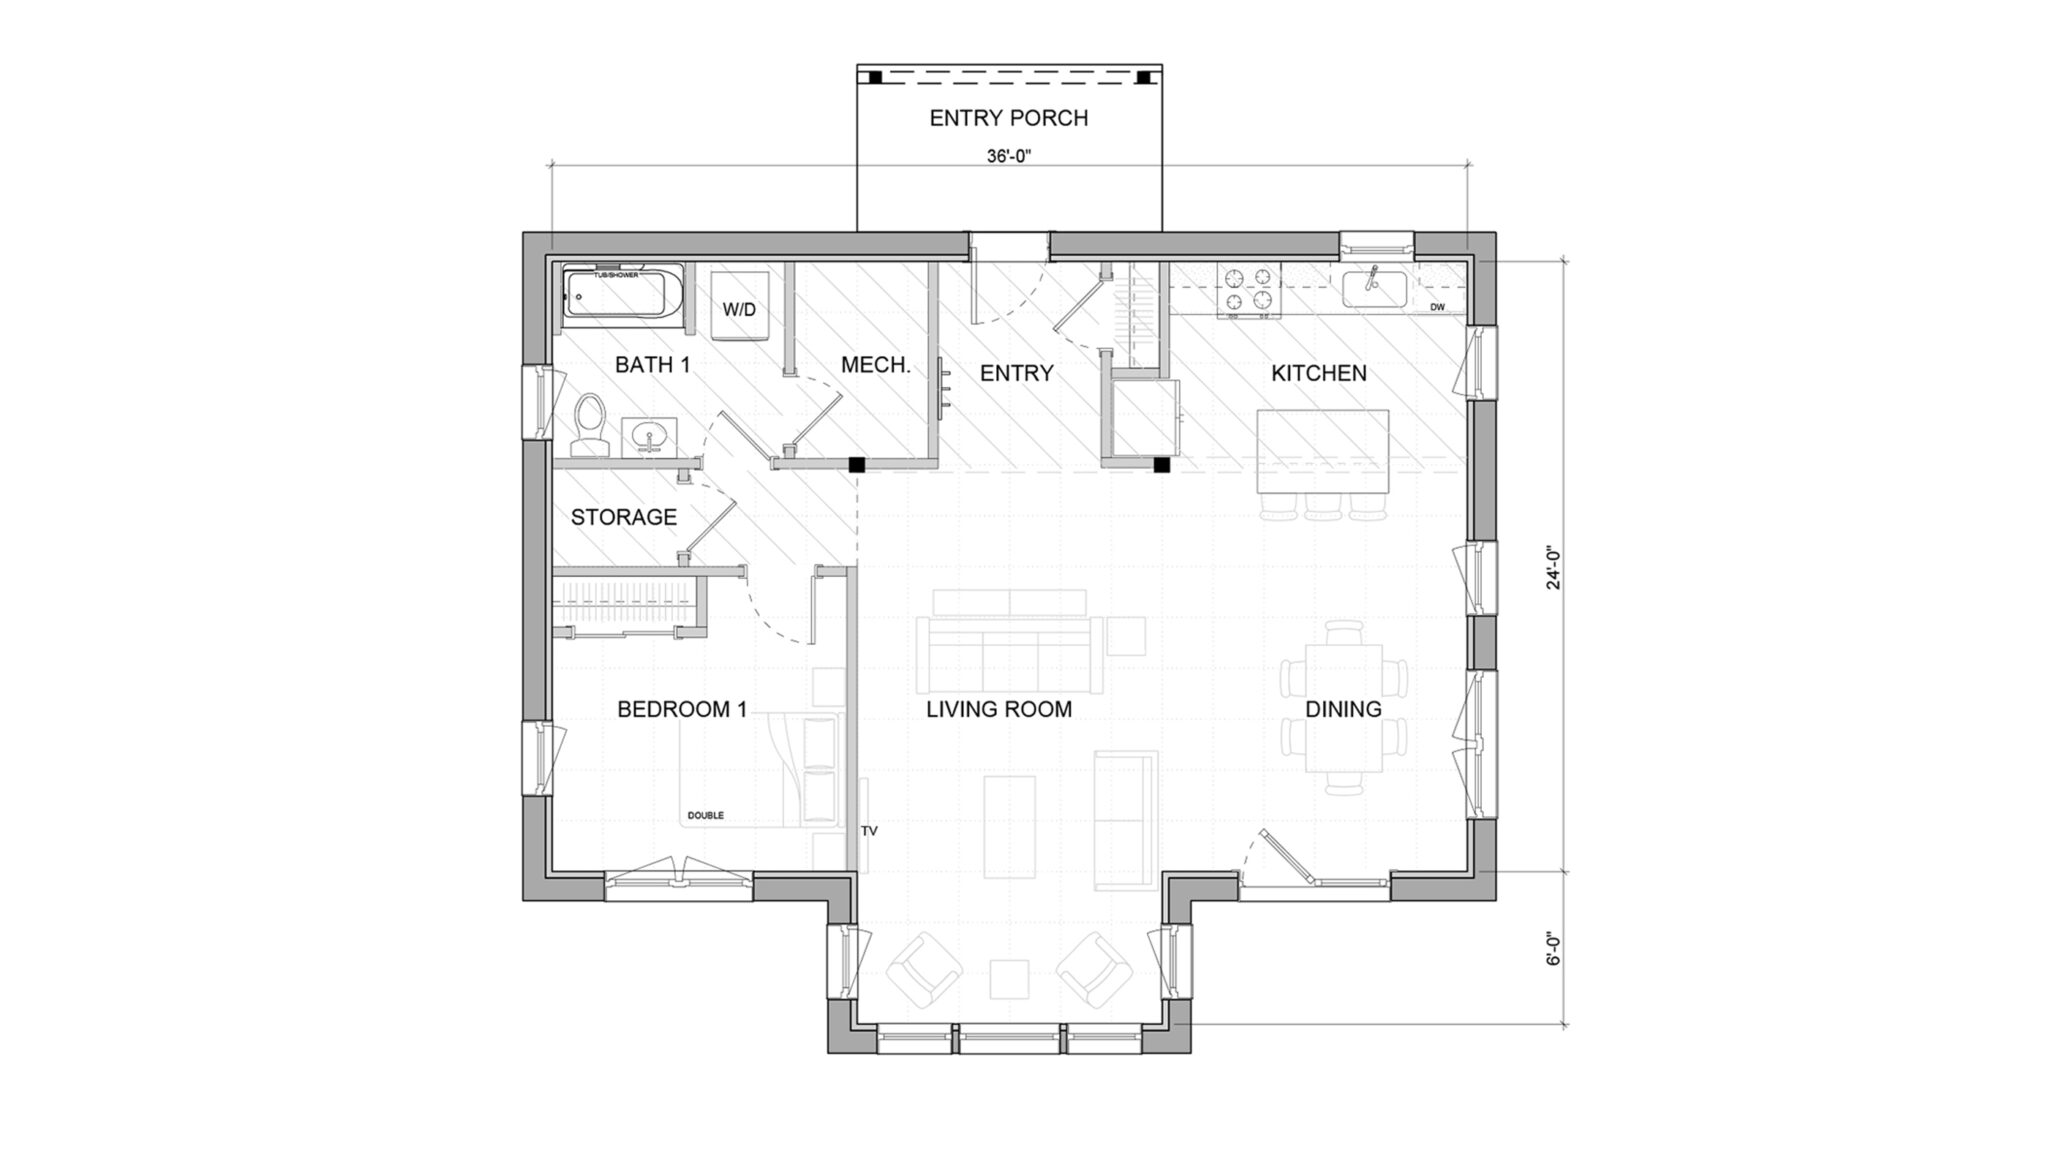 ENTRY PORCH
36'-0"
TUB/SHOWER
W/D
DW
BATH 1
MECH.
ENTRY
KITCHEN
STORAGE
24'-0"
BEDROOM 1
LIVING ROOM
DINING
DOUBLE
TV
6'-0"